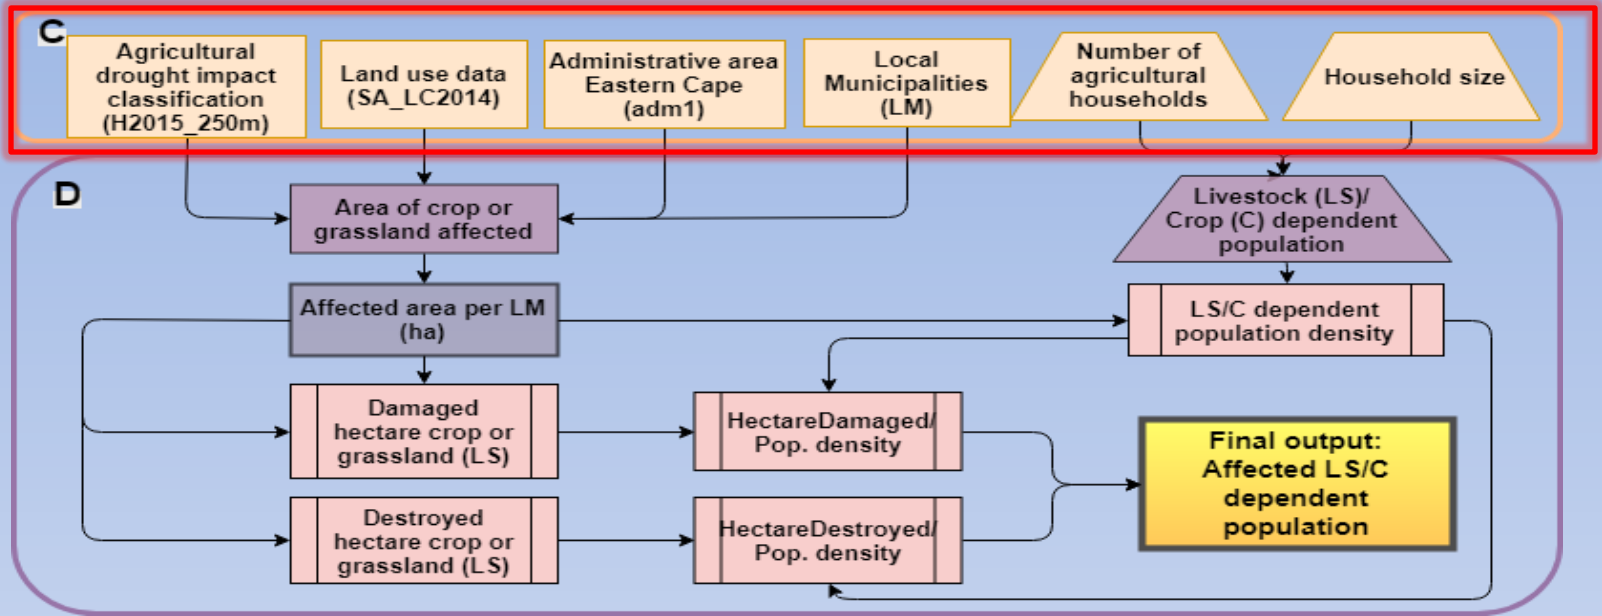 C
Agricultural
drought impact
classification
(H2015_250m)
Land use data
(SA_LC2014)
Administrative area
Eastern Cape
(adm1)
Local
Municipalities
(LM)
Number of
agricultural
households
Household size
D
Area of crop or
grassland affected
Livestock (LS)/
Crop (C) dependent
population
Affected area per LM
(ha)
LS/C dependent
population density
Damaged
hectare crop or
grassland (LS)
HectareDamaged/
Pop. density
Final output:
Affected LS/C
dependent
population
Destroyed
hectare crop or
grassland (LS)
HectareDestroyed/
Pop. density